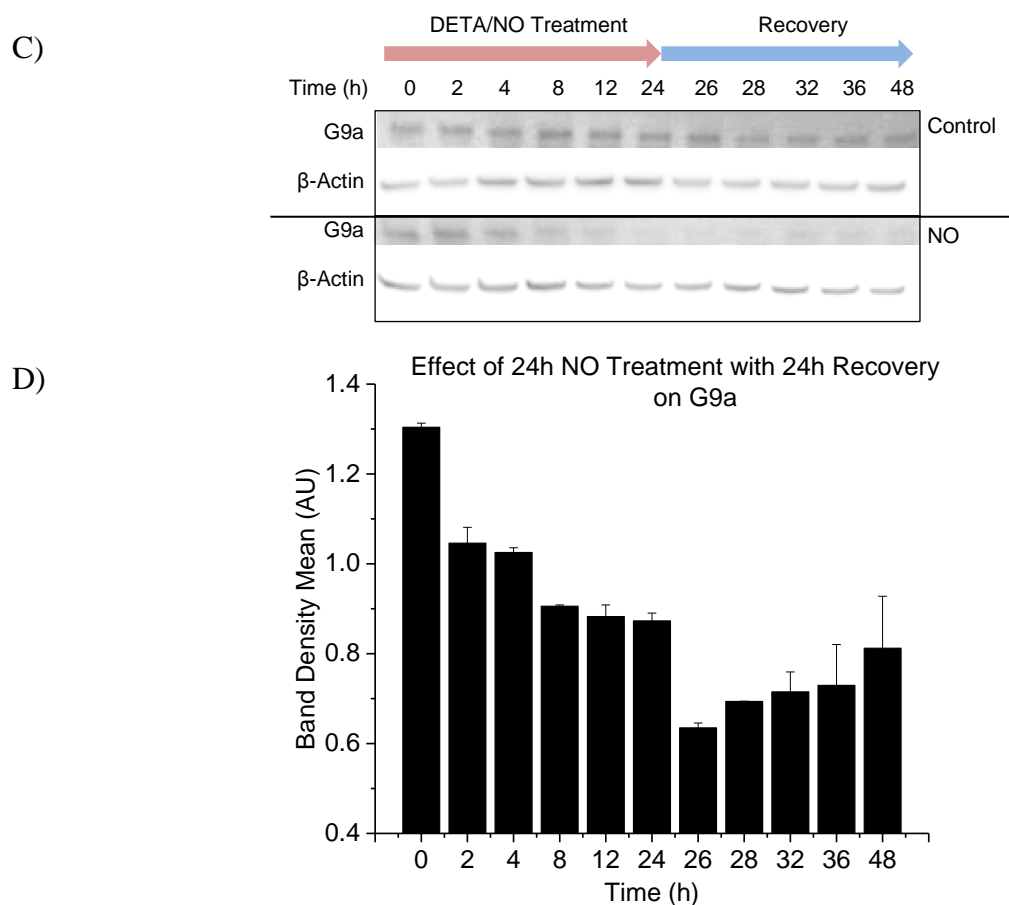 C)
DETA/NO Treatment Recovery
Time (h) 0 2 4 8 12 24 26 28 32 36 48
G9a Control
β-Actin
G9a NO
β-Actin
D)
Effect of 24h NO Treatment with 24h Recovery
on G9a
Band Density Mean (AU)
1.4
1.2
1.0
0.8
0.6
0.4
0 2 4 8 12 24 26 28 32 36 48
Time (h)